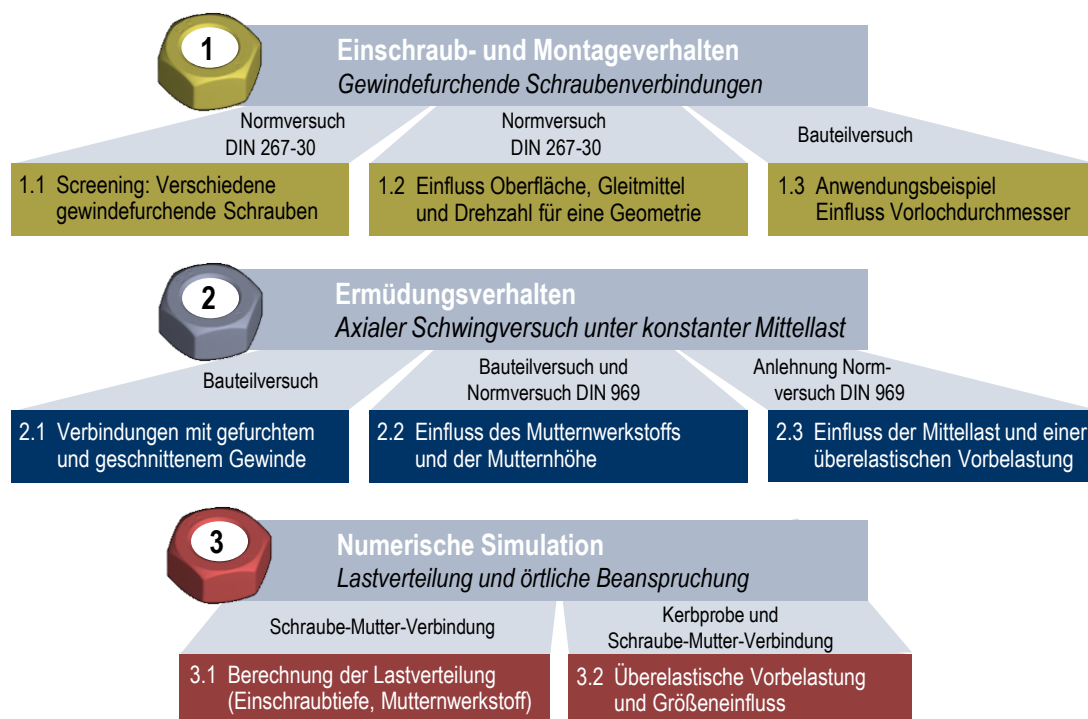 1
Einschraub- und Montageverhalten
Gewindefurchende Schraubenverbindungen
Normversuch
DIN 267-30
Normversuch
DIN 267-30
Bauteilversuch
1.1 Screening: Verschiedene
gewindefurchende Schrauben
1.2 Einfluss Oberfläche, Gleitmittel
und Drehzahl für eine Geometrie
1.3 Anwendungsbeispiel
Einfluss Vorlochdurchmesser
2
Ermüdungsverhalten
Axialer Schwingversuch unter konstanter Mittellast
Bauteilversuch
Bauteilversuch und
Normversuch DIN 969
Anlehnung Norm-
versuch DIN 969
2.1 Verbindungen mit gefurchtem
und geschnittenem Gewinde
2.2 Einfluss des Mutternwerkstoffs
und der Mutternhöhe
2.3 Einfluss der Mittellast und einer
überelastischen Vorbelastung
3
Numerische Simulation
Lastverteilung und örtliche Beanspruchung
Schraube-Mutter-Verbindung
Kerbprobe und
Schraube-Mutter-Verbindung
3.1 Berechnung der Lastverteilung
(Einschraubtiefe, Mutternwerkstoff)
3.2 Überelastische Vorbelastung
und Größeneinfluss